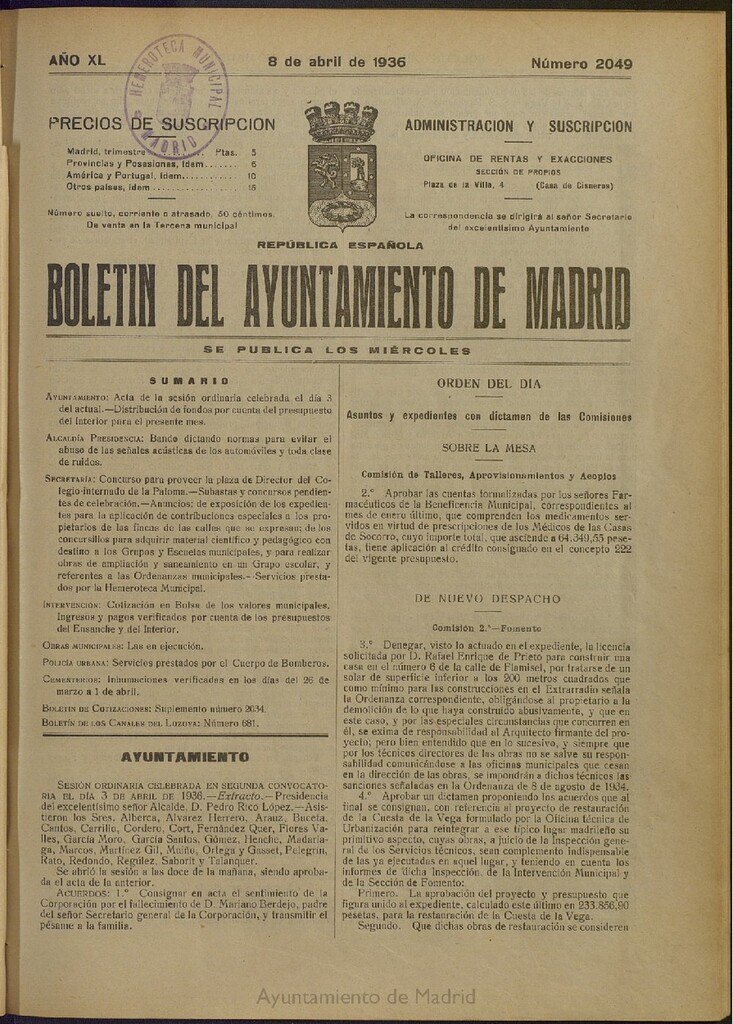 AÑO XL
8 de abril de 1936
Número 2049
HEMEROTECA MUNICIPAL
MADRID
PRECIOS DE SUSCRIPCION
Madrid, trimestre Ptas. 3
Provincias y Posesiones, ídem....... 6
América y Portugal, ídem........... 10
Otros países, ídem................. 15
Número suelto, corriente o atrasado, 50 céntimos.
De venta en la Tercena municipal
ADMINISTRACION Y SUSCRIPCION
OFICINA DE RENTAS Y EXACCIONES
SECCIÓN DE PROPIOS
Plaza de la Villa, 4 (Casa de Cisneros)
La correspondencia se dirigirá al señor Secretario
del excelentísimo Ayuntamiento
REPÚBLICA ESPAÑOLA
BOLETIN DEL AYUNTAMIENTO DE MADRID
SE PUBLICA LOS MIÉRCOLES
SUMARIO
AYUNTAMIENTO: Acta de la sesión ordinaria celebrada el día 3
del actual.—Distribución de fondos por cuenta del presupuesto
del Interior para el presente mes.
ALCALDÍA PRESIDENCIA: Bando dictando normas para evitar el
abuso de las señales acústicas de los automóviles y toda clase
de ruidos.
SECRETARÍA: Concurso para proveer la plaza de Director del Co-
legio-internado de la Paloma.—Subastas y concursos pendien-
tes de celebración.—Anuncios: de exposición de los expedien-
tes para la aplicación de contribuciones especiales a los pro-
pietarios de las fincas de las calles que se expresan; de los
concursillos para adquirir material científico y pedagógico con
destino a los Grupos y Escuelas municipales, y para realizar
obras de ampliación y saneamiento en un Grupo escolar, y
referentes a las Ordenanzas municipales.—Servicios presta-
dos por la Hemeroteca Municipal.
INTERVENCIÓN: Cotización en Bolsa de los valores municipales.
Ingresos y pagos verificados por cuenta de los presupuestos
del Ensanche y del Interior.
OBRAS MUNICIPALES: Las en ejecución.
POLICÍA URBANA: Servicios prestados por el Cuerpo de Bomberos.
CEMENTERIOS: Inhumaciones verificadas en los días del 26 de
marzo a 1 de abril.
BOLETÍN DE COTIZACIONES: Suplemento número 2034.
BOLETÍN DE LOS CANALES DEL LOZOYA: Número 681.
AYUNTAMIENTO
SESIÓN ORDINARIA CELEBRADA EN SEGUNDA CONVOCATO-
RIA EL DÍA 3 DE ABRIL DE 1936.—Extracto.—Presidencia
del excelentísimo señor Alcalde, D. Pedro Rico López.—Asis-
tieron los Sres. Alberca, Alvarez Herrero, Arauz, Buceta,
Cantos, Carrillo, Cordero, Cort, Fernández Quer, Flores Va-
lles, García Moro, García Santos, Gómez, Henche, Madaria-
ga, Marcos, Martínez Gil, Muiño, Ortega y Gasset, Pelegrín,
Rato, Redondo, Regúlez, Saborit y Talanquer.
Se abrió la sesión a las doce de la mañana, siendo aproba-
da el acta de la anterior.
ACUERDOS: 1.º Consignar en acta el sentimiento de la
Corporación por el fallecimiento de D. Mariano Berdejo, padre
del señor Secretario general de la Corporación, y transmitir el
pésame a la familia.
ORDEN DEL DIA
Asuntos y expedientes con dictamen de las Comisiones
SOBRE LA MESA
Comisión de Talleres, Aprovisionamientos y Acopios
2.º Aprobar las cuentas formalizadas por los señores Far-
macéuticos de la Beneficencia Municipal, correspondientes al
mes de enero último, que comprenden los medicamentos ser-
vidos en virtud de prescripciones de los Médicos de las Casas
de Socorro, cuyo importe total, que asciende a 64.349,55 pese-
tas, tiene aplicación al crédito consignado en el concepto 222
del vigente presupuesto.
DE NUEVO DESPACHO
Comisión 2.ª—Fomento
3.º Denegar, visto lo actuado en el expediente, la licencia
solicitada por D. Rafael Enrique de Prieto para construir una
casa en el número 6 de la calle de Flamisel, por tratarse de un
solar de superficie inferior a los 200 metros cuadrados que
como mínimo para las construcciones en el Extrarradio señala
la Ordenanza correspondiente, obligándose al propietario a la
demolición de lo que haya construído abusivamente, y que en
este caso, y por las especiales circunstancias que concurren en
él, se exima de responsabilidad al Arquitecto firmante del pro-
yecto; pero bien entendido que en lo sucesivo, y siempre que
por los técnicos directores de las obras no se salve su respon-
sabilidad comunicándose a las oficinas municipales que cesan
en la dirección de las obras, se impondrán a dichos técnicos las
sanciones señaladas en la Ordenanza de 8 de agosto de 1934.
4.º Aprobar un dictamen proponiendo los acuerdos que al
final se consignan, con referencia al proyecto de restauración
de la Cuesta de la Vega formulado por la Oficina técnica de
Urbanización para reintegrar a ese típico lugar madrileño su
primitivo aspecto, cuyas obras, a juicio de la Inspección gene-
ral de los Servicios técnicos, sean complemento indispensable
de las ya ejecutadas en aquel lugar, y teniendo en cuenta los
informes de dicha Inspección, de la Intervención Municipal y
de la Sección de Fomento:
Primero. La aprobación del proyecto y presupuesto que
figura unido al expediente, calculado este último en 233.856,90
pesetas, para la restauración de la Cuesta de la Vega.
Segundo. Que dichas obras de restauración se consideren
Ayuntamiento de Madrid